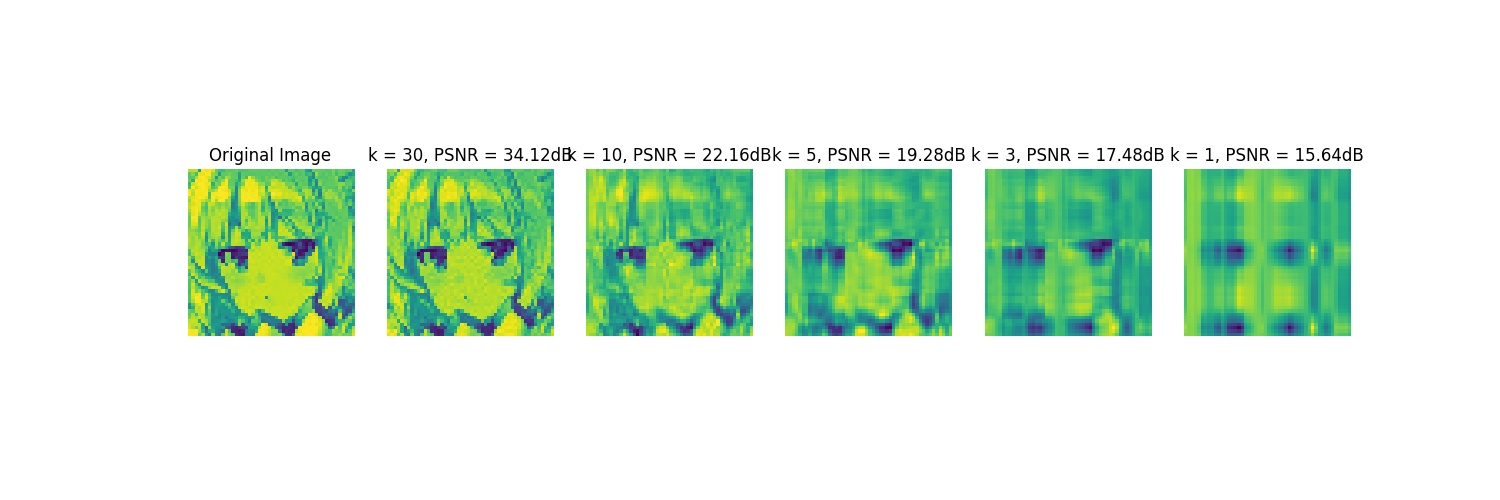 Original Image
k = 30, PSNR = 34.12dB
k = 10, PSNR = 22.16dB
k = 5, PSNR = 19.28dB
k = 3, PSNR = 17.48dB
k = 1, PSNR = 15.64dB